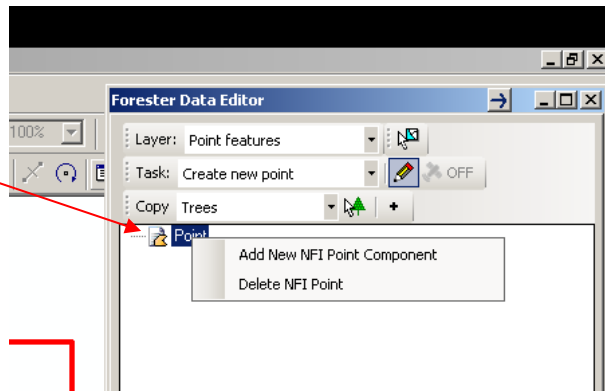 Forester Data Editor
100%
Layer: Point features
Task: Create new point
OFF
Copy Trees
Point
Add New NFI Point Component
Delete NFI Point